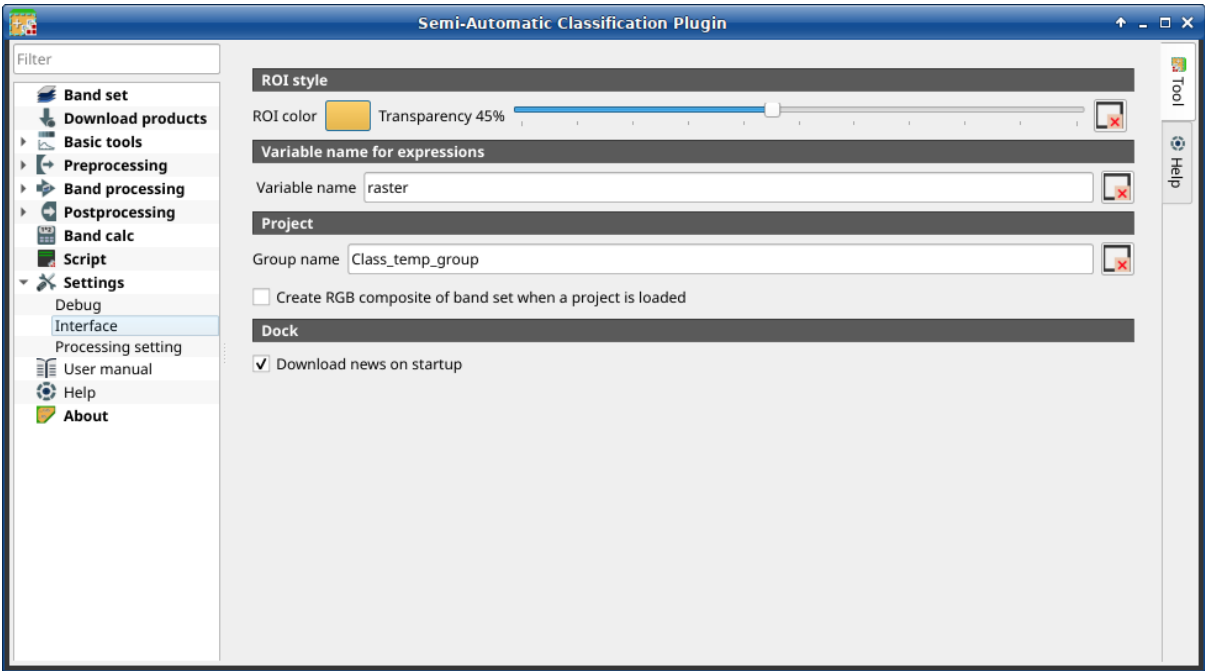 Semi-Automatic Classification Plugin
Filter
Band set
Download products
Basic tools
Preprocessing
Band processing
Postprocessing
Band calc
Script
Settings
Debug
Interface
Processing setting
User manual
Help
About
ROI style
ROI color
Transparency 45%
Variable name for expressions
Variable name raster
Project
Group name Class_temp_group
Create RGB composite of band set when a project is loaded
Dock
Download news on startup
Tool
Help